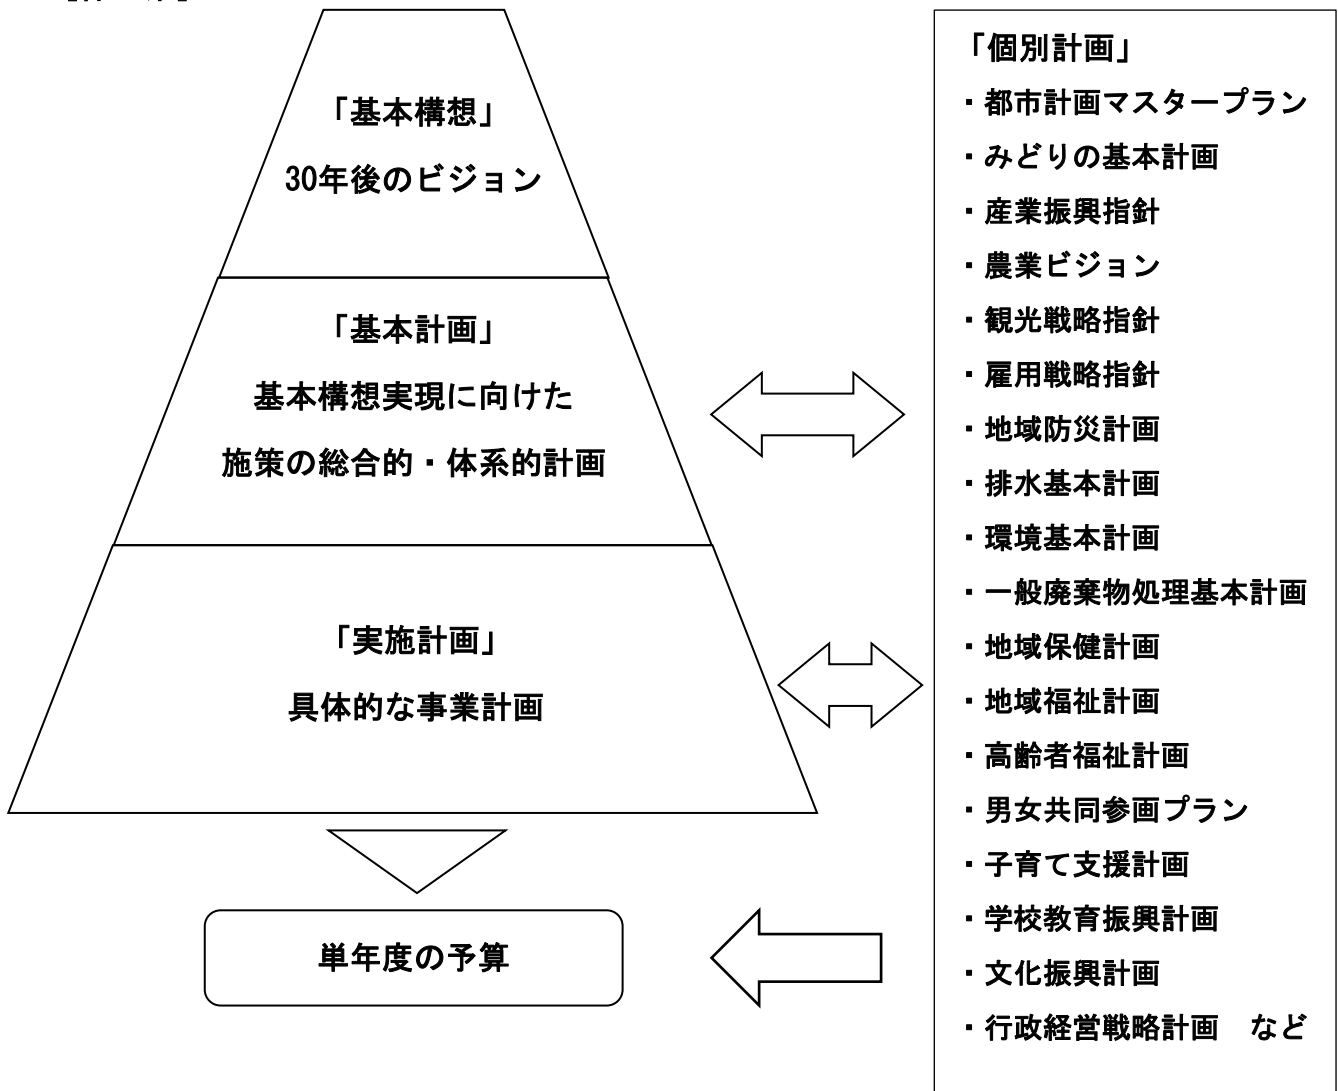 「基本構想」
30年後のビジョン
「基本計画」
基本構想実現に向けた
施策の総合的・体系的計画
「実施計画」
具体的な事業計画
単年度の予算
「個別計画」
・都市計画マスタープラン
・みどりの基本計画
・産業振興指針
・農業ビジョン
・観光戦略指針
・雇用戦略指針
・地域防災計画
・排水基本計画
・環境基本計画
・一般廃棄物処理基本計画
・地域保健計画
・地域福祉計画
・高齢者福祉計画
・男女共同参画プラン
・子育て支援計画
・学校教育振興計画
・文化振興計画
・行政経営戦略計画　など